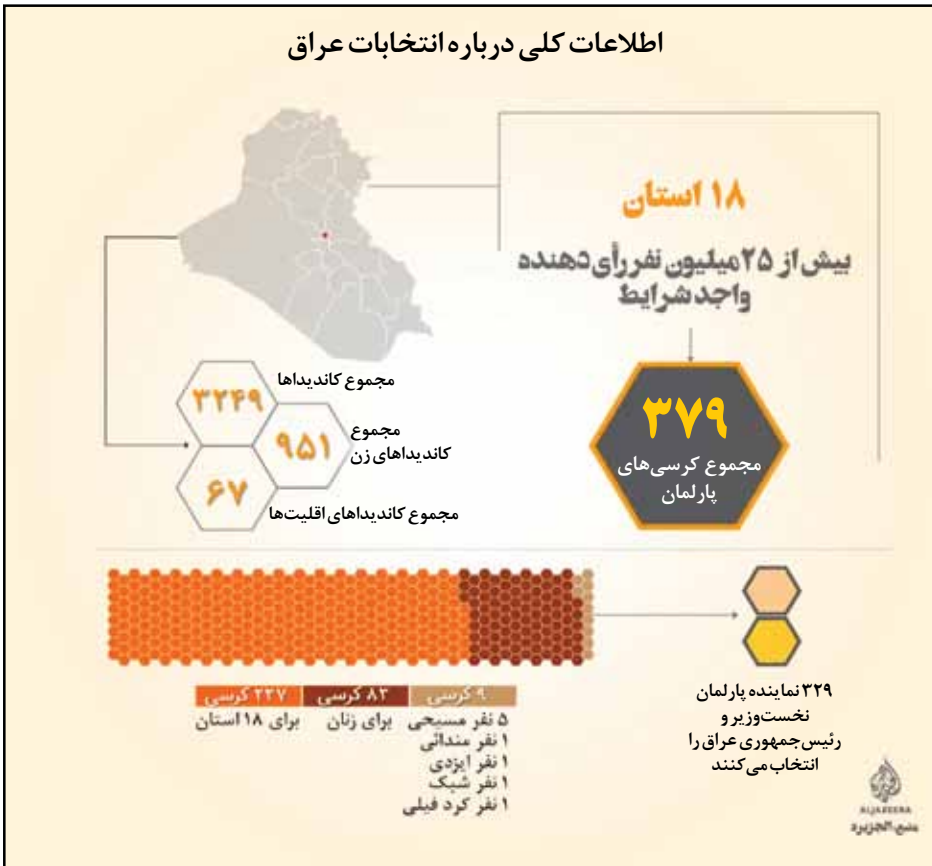 اطلاعات کلی درباره انتخابات عراق
۱۸ استان
بیش از ۲۵ میلیون نفر رأی‌دهنده
واجد شرایط
۳۷۹
مجموع کرسی‌های
پارلمان
مجموع کاندیداها
۳۲۴۹
مجموع
کاندیداهای زن
۹۵۱
۶۷
مجموع کاندیداهای اقلیت‌ها
۹ کرسی
۵ نفر مسیحی
۱ نفر مندائی
۱ نفر ایزدی
۱ نفر شبک
۱ نفر کرد فیلی
۸۳ کرسی
برای زنان
۲۳۷ کرسی
برای ۱۸ استان
۳۲۹ نماینده پارلمان
نخست‌وزیر و
رئیس‌جمهوری عراق را
انتخاب می‌کنند
ALJAZEERA
منبع: الجزیره